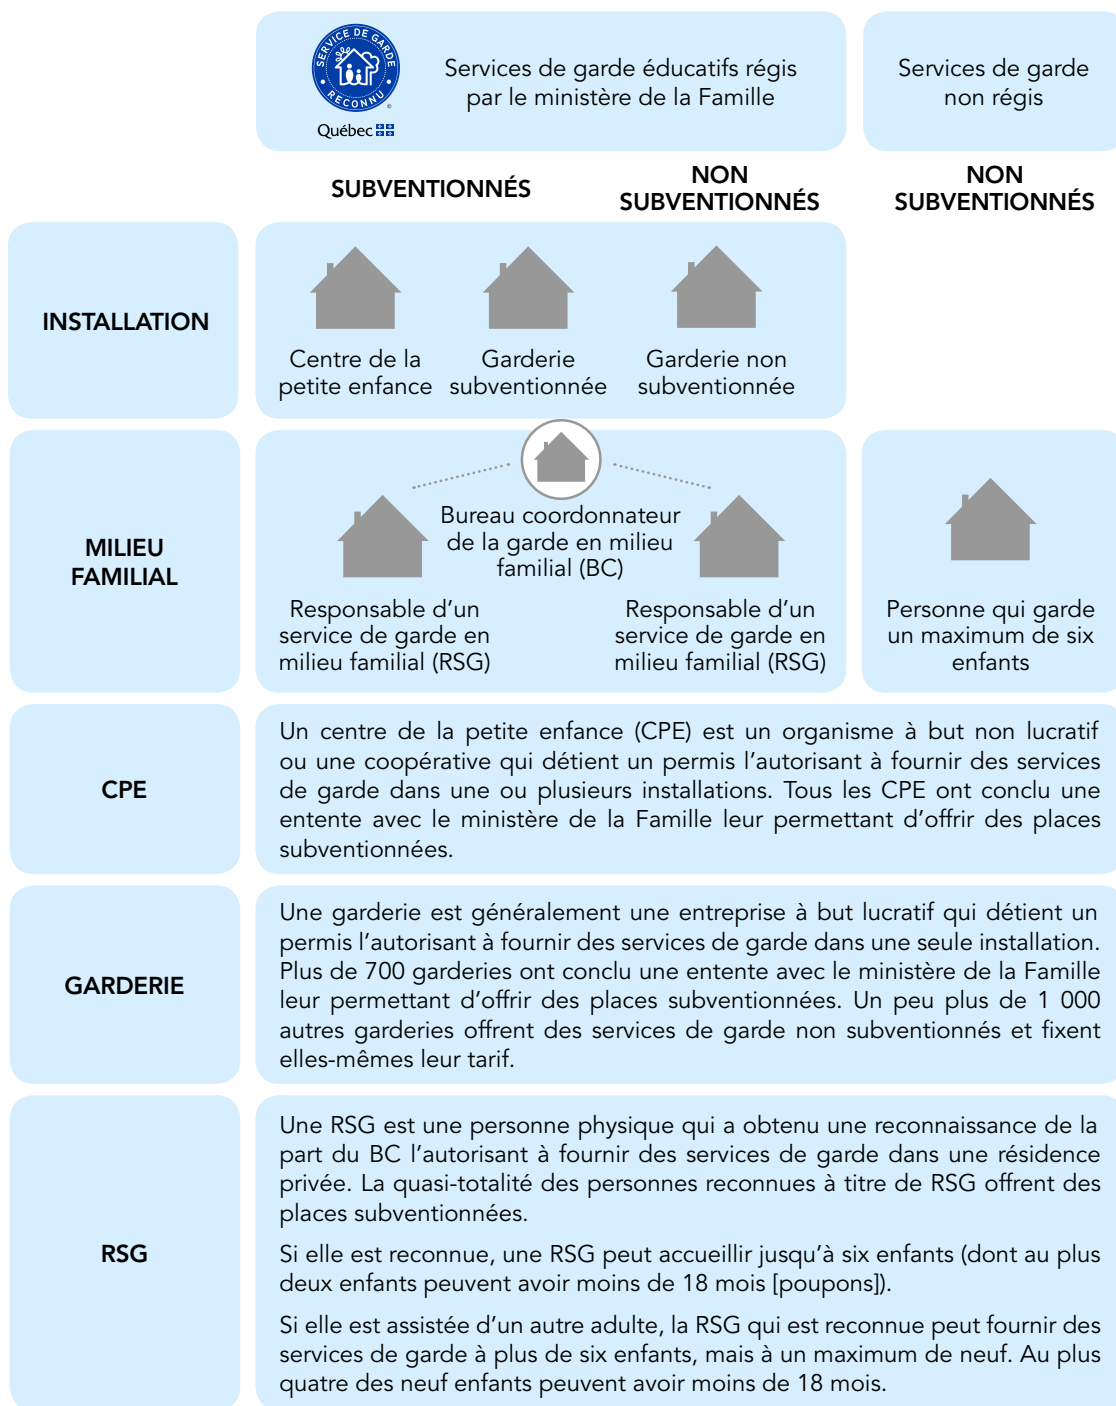 SERVICE DE GARDE
RECONNU
Québec
Services de garde éducatifs régis
par le ministère de la Famille
Services de garde
non régis
SUBVENTIONNÉS
NON
SUBVENTIONNÉS
NON
SUBVENTIONNÉS
INSTALLATION
Centre de la
petite enfance
Garderie
subventionnée
Garderie non
subventionnée
MILIEU
FAMILIAL
Bureau coordonnateur
de la garde en milieu
familial (BC)
Responsable d’un
service de garde en
milieu familial (RSG)
Responsable d’un
service de garde en
milieu familial (RSG)
Personne qui garde
un maximum de six
enfants
CPE
Un centre de la petite enfance (CPE) est un organisme à but non lucratif
ou une coopérative qui détient un permis l’autorisant à fournir des services
de garde dans une ou plusieurs installations. Tous les CPE ont conclu une
entente avec le ministère de la Famille leur permettant d’offrir des places
subventionnées.
GARDERIE
Une garderie est généralement une entreprise à but lucratif qui détient un
permis l’autorisant à fournir des services de garde dans une seule installation.
Plus de 700 garderies ont conclu une entente avec le ministère de la Famille
leur permettant d’offrir des places subventionnées. Un peu plus de 1 000
autres garderies offrent des services de garde non subventionnés et fixent
elles-mêmes leur tarif.
RSG
Une RSG est une personne physique qui a obtenu une reconnaissance de la
part du BC l’autorisant à fournir des services de garde dans une résidence
privée. La quasi-totalité des personnes reconnues à titre de RSG offrent des
places subventionnées.
Si elle est reconnue, une RSG peut accueillir jusqu’à six enfants (dont au plus
deux enfants peuvent avoir moins de 18 mois [poupons]).
Si elle est assistée d’un autre adulte, la RSG qui est reconnue peut fournir des
services de garde à plus de six enfants, mais à un maximum de neuf. Au plus
quatre des neuf enfants peuvent avoir moins de 18 mois.